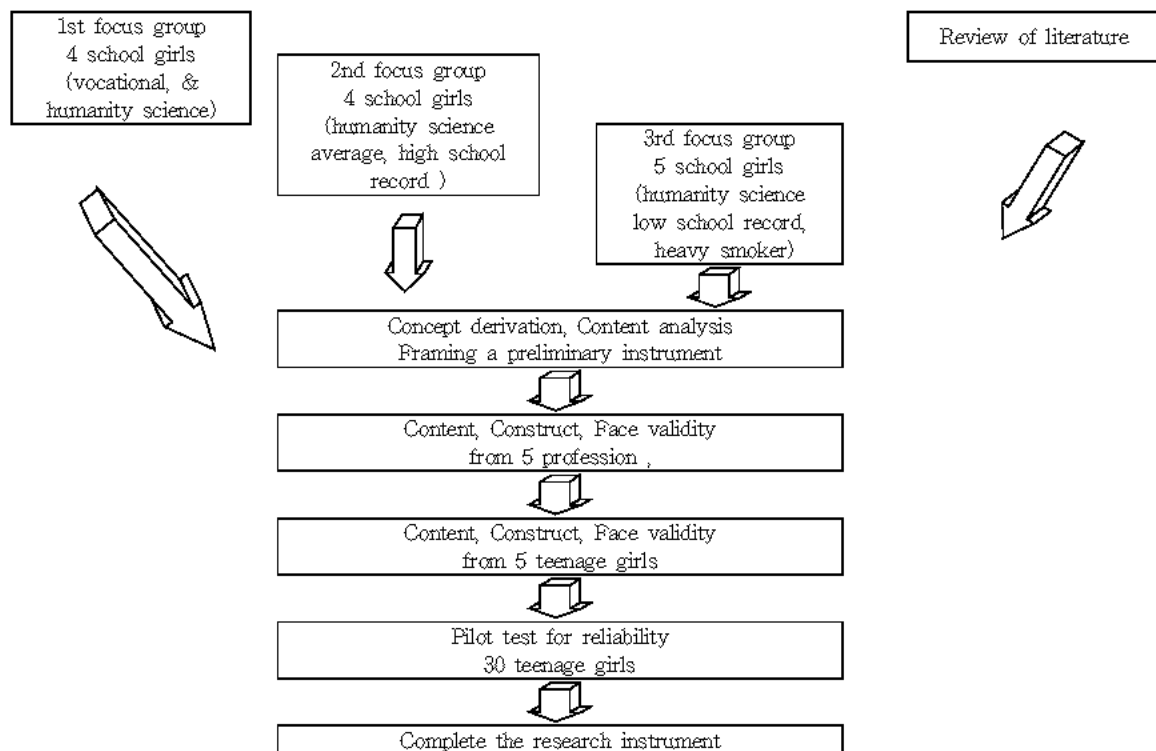 1st focus group
4 school girls
(vocational, &
humanity science)
2nd focus group
4 school girls
(humanity science
average, high school
record )
3rd focus group
5 school girls
(humanity science
low school record,
heavy smoker)
Review of literature
Concept derivation, Content analysis
Framing a preliminary instrument
Content, Construct, Face validity
from 5 profession ,
Content, Construct, Face validity
from 5 teenage girls
Pilot test for reliability
30 teenage girls
Complete the research instrument